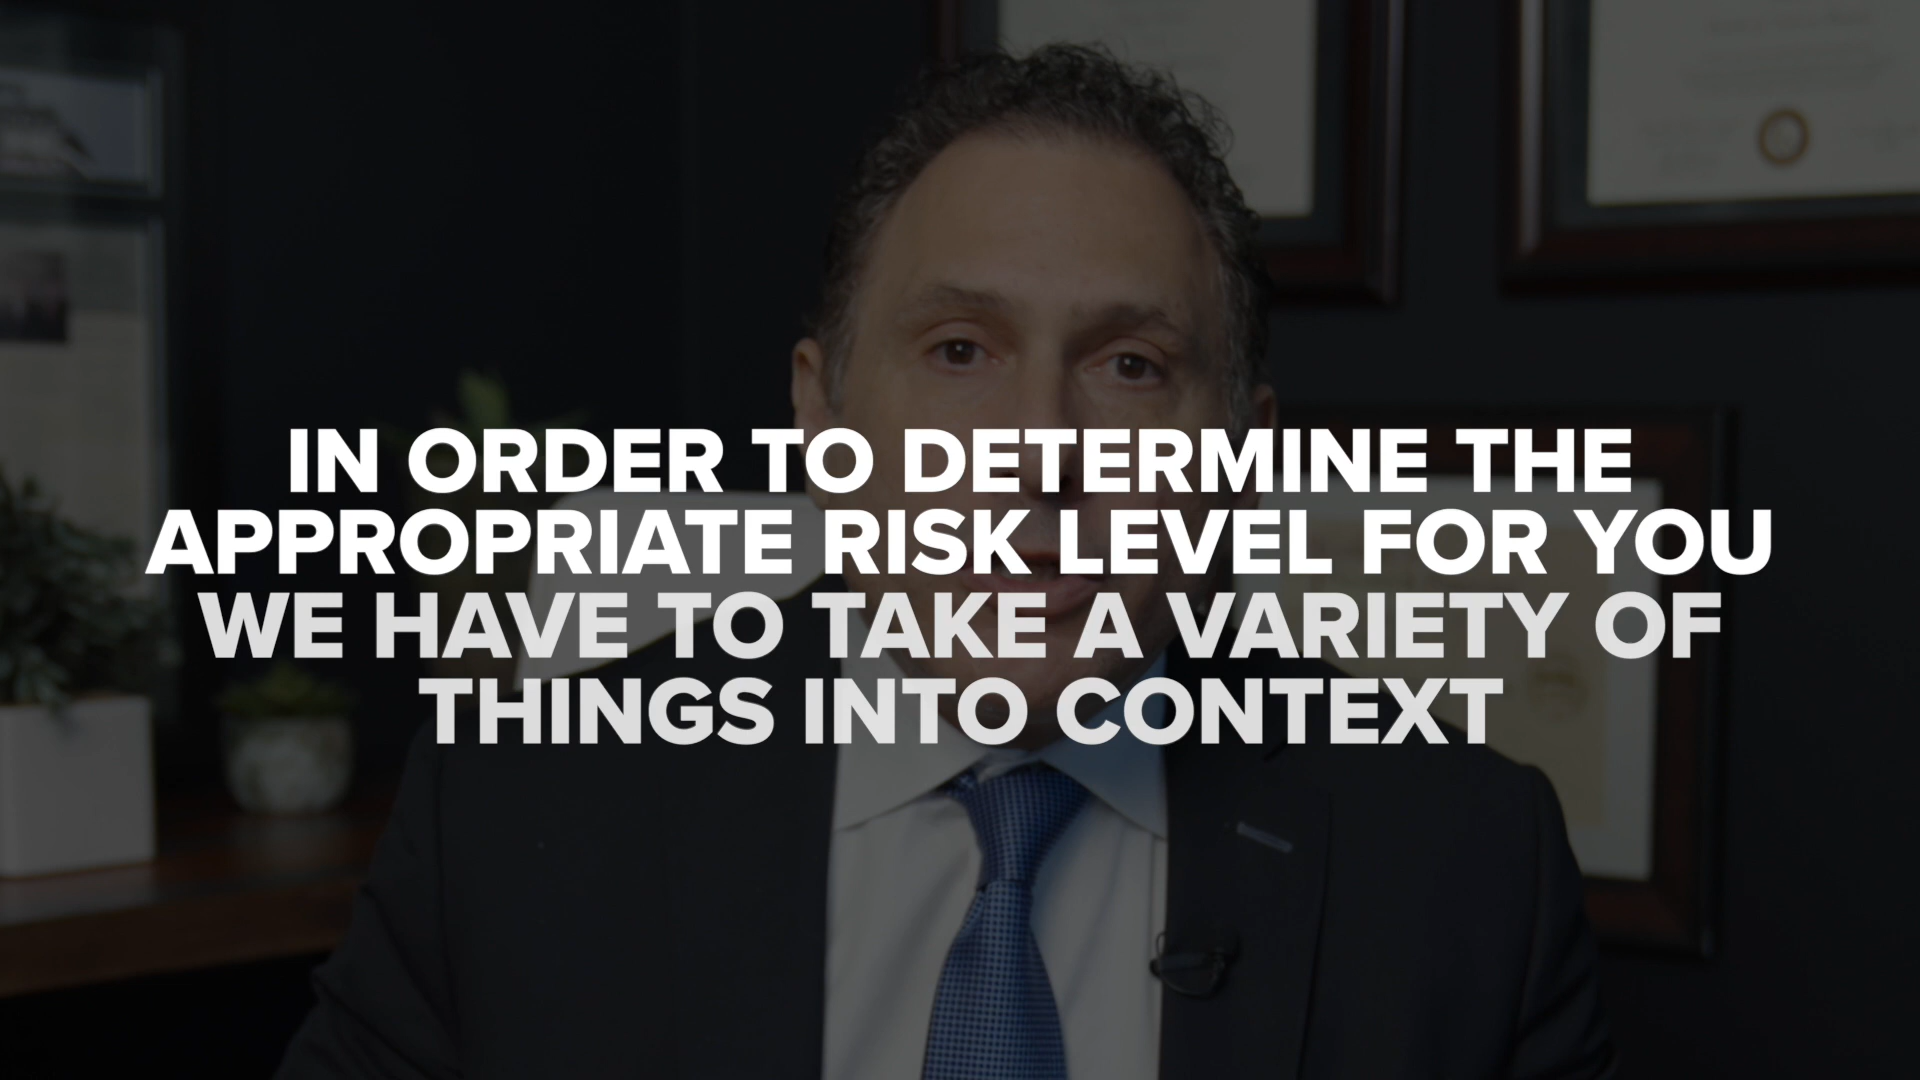 IN ORDER TO DETERMINE THE
APPROPRIATE RISK LEVEL FOR YOU
WE HAVE TO TAKE A VARIETY OF
THINGS INTO CONTEXT